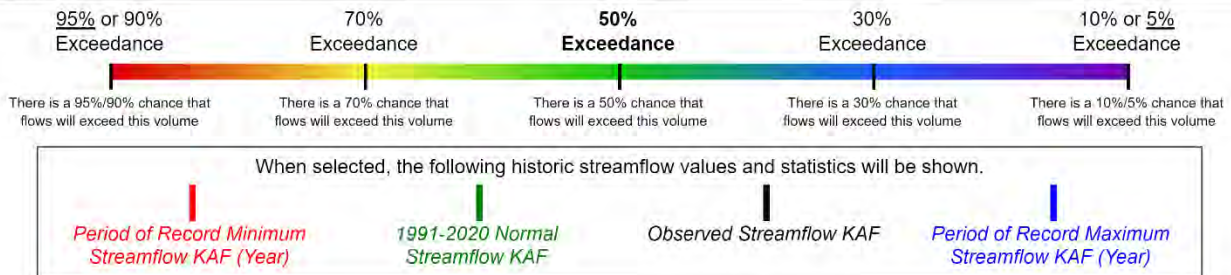 95% or 90% Exceedance
70% Exceedance
50% Exceedance
30% Exceedance
10% or 5% Exceedance
There is a 95%/90% chance that
flows will exceed this volume
There is a 70% chance that
flows will exceed this volume
There is a 50% chance that
flows will exceed this volume
There is a 30% chance that
flows will exceed this volume
There is a 10%/5% chance that
flows will exceed this volume
When selected, the following historic streamflow values and statistics will be shown.
Period of Record Minimum
Streamflow KAF (Year)
1991-2020 Normal
Streamflow KAF
Observed Streamflow KAF
Period of Record Maximum
Streamflow KAF (Year)